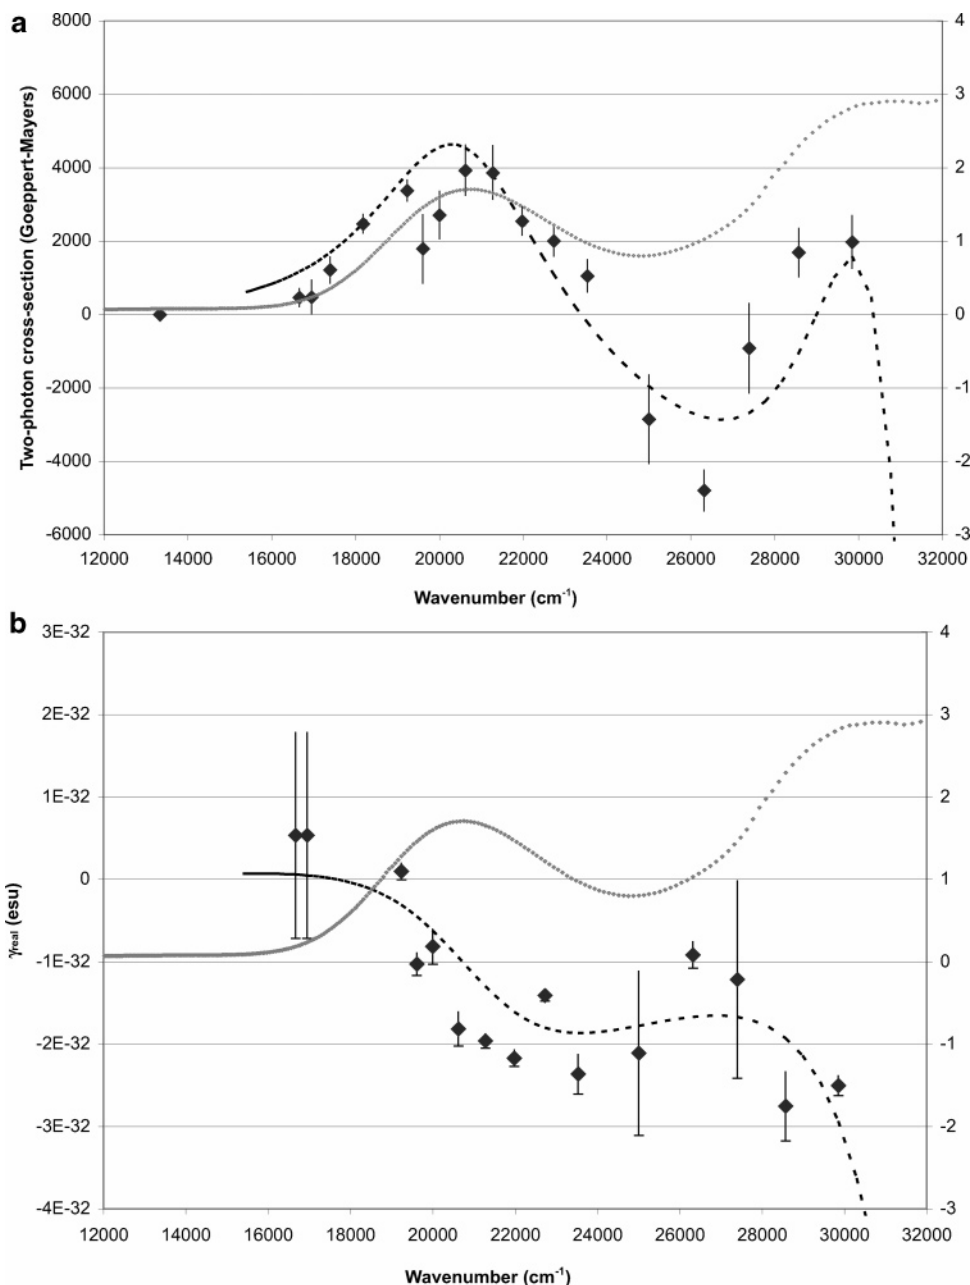 a
8000
6000
4000
2000
0
-2000
-4000
-6000
4
3
2
1
0
-1
-2
-3
Two-photon cross-section (Goeppert-Mayers)
12000 14000 16000 18000 20000 22000 24000 26000 28000 30000 32000
Wavenumber (cm-1)
b
3E-32
2E-32
1E-32
0
-1E-32
-2E-32
-3E-32
-4E-32
4
3
2
1
0
-1
-2
-3
γreal (esu)
12000 14000 16000 18000 20000 22000 24000 26000 28000 30000 32000
Wavenumber (cm-1)